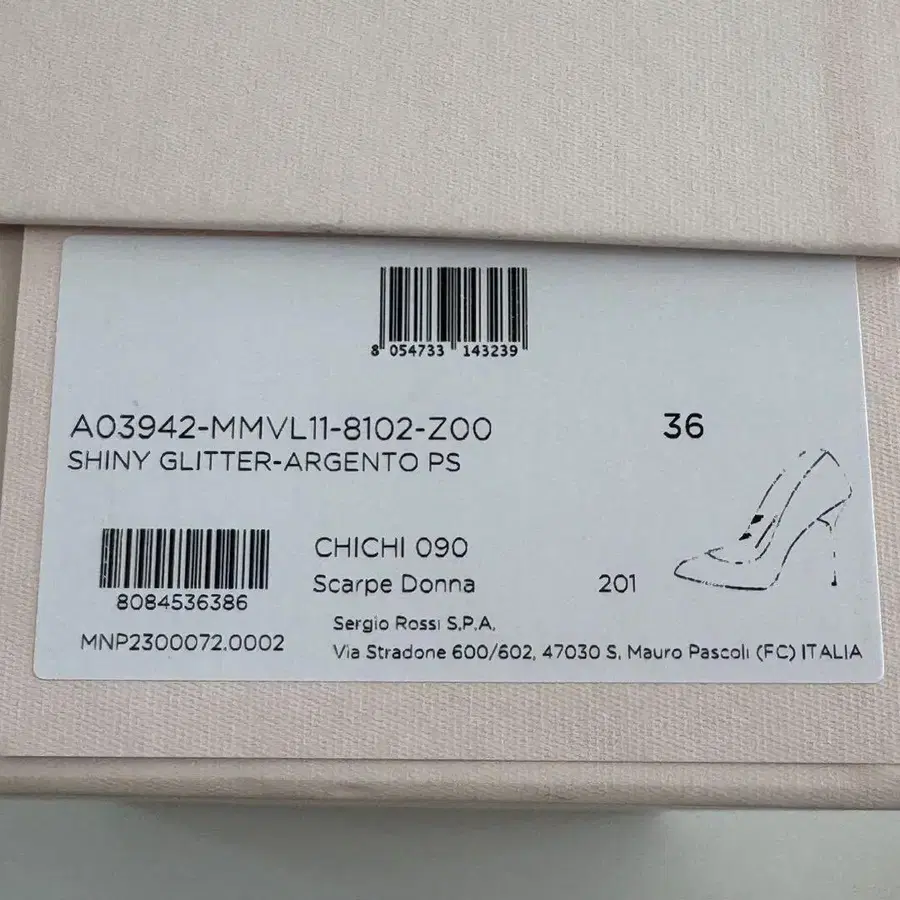 8 054733 143239
A03942-MMVL11-8102-Z00
36
SHINY GLITTER-ARGENTO PS
CHICHI 090
8084536386
Scarpe Donna
201
MNP2300072.0002
Sergio Rossi S.P.A.
Via Stradone 600/602, 47030 S. Mauro Pascoli (FC) ITALIA